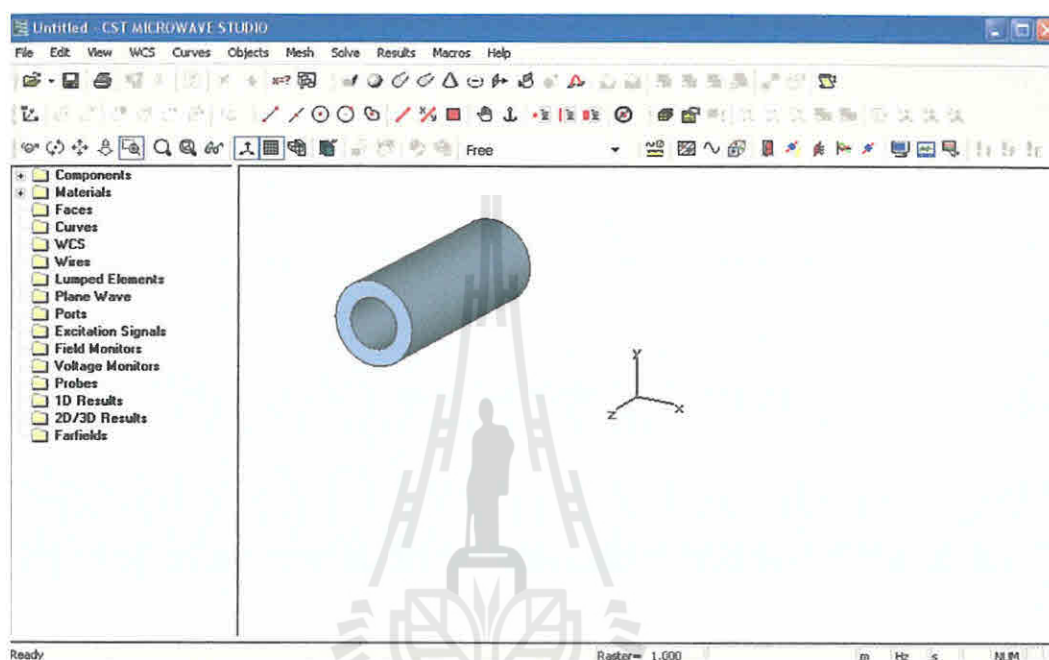 Untitled - CST MICROWAVE STUDIO
File Edit View WCS Curves Objects Mesh Solve Results Macros Help
Free
Components
Materials
Faces
Curves
WCS
Wires
Lumped Elements
Plane Wave
Ports
Excitation Signals
Field Monitors
Voltage Monitors
Probes
1D Results
2D/3D Results
Farfields
y
z x
Ready Raster= 1.000 m Hz s NUM